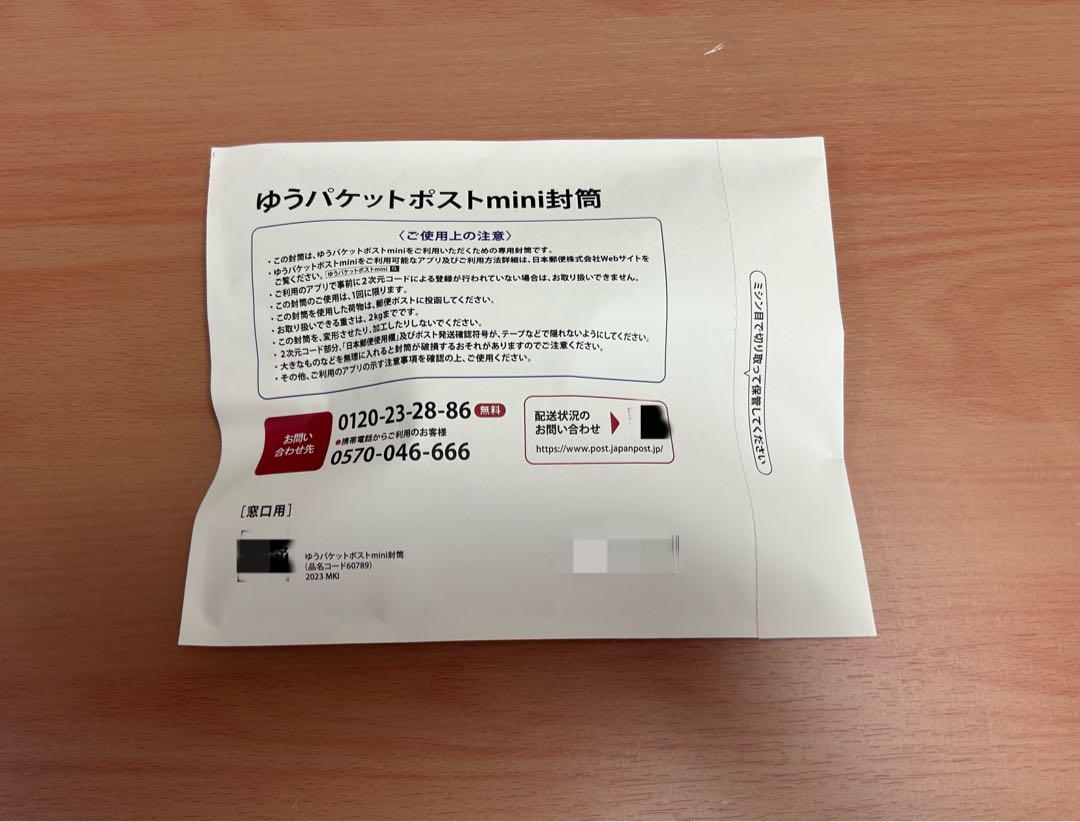 ゆうパケットポストmini封筒
〈ご使用上の注意〉
・この封筒は、ゆうパケットポストminiをご利用いただくための専用封筒です。
・ゆうパケットポストminiをご利用可能なアプリ及びご利用方法詳細は、日本郵便株式会社Webサイトを
ご覧ください。 ゆうパケットポストmini
・ご利用のアプリで事前に2次元コードによる登録が行われていない場合は、お取り扱いできません。
・この封筒のご使用は、1回に限ります。
・この封筒を使用した荷物は、郵便ポストに投函してください。
・お取り扱いできる重さは、2kgまでです。
・この封筒を、変形させたり、加工したりしないでください。
・2次元コード部分、「日本郵便使用欄」及びポスト発送確認符号が、テープなどで隠れないようにしてください。
・大きなものなどを無理に入れると封筒が破損するおそれがありますのでご注意ください。
・その他、ご利用のアプリの示す注意事項を確認の上、ご使用ください。
お問い
合わせ先
0120-23-28-86 無料
●携帯電話からご利用のお客様
0570-046-666
配送状況の
お問い合わせ
https://www.post.japanpost.jp/
ミシン目で切り取って保管してください
［窓口用］
ゆうパケットポストmini封筒
（品名コード60789）
2023 MKI